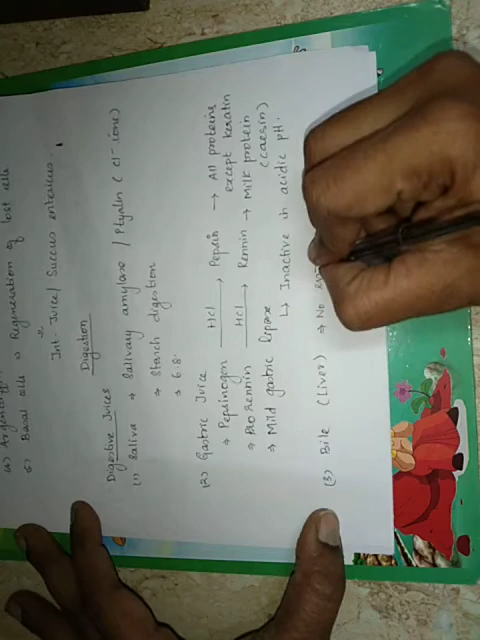 (4) Argentaffin
(5) Basal cells → Regeneration of lost cells
Int. Juice / Succus entericus.
Digestion
Digestive Juices
(1) Saliva → Salivary amylase / Ptyalin (Cl⁻ ions)
→ Starch digestion
→ 6.8.
(2) Gastric Juice
→ Pepsinogen HCl → Pepsin → All proteins
except keratin
→ Pro Rennin HCl → Rennin → Milk protein
(caesin)
→ Mild gastric lipase
↳ Inactive in acidic pH.
(3) Bile (Liver) → No